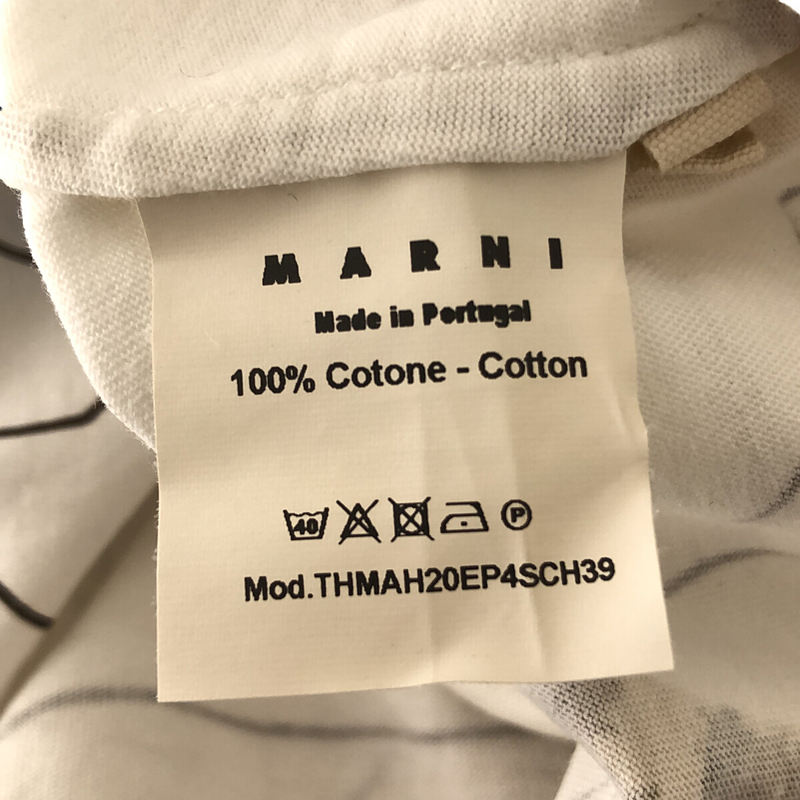 MARNI
Made in Portugal
100% Cotone - Cotton
40 P
Mod.THMAH20EP4SCH39